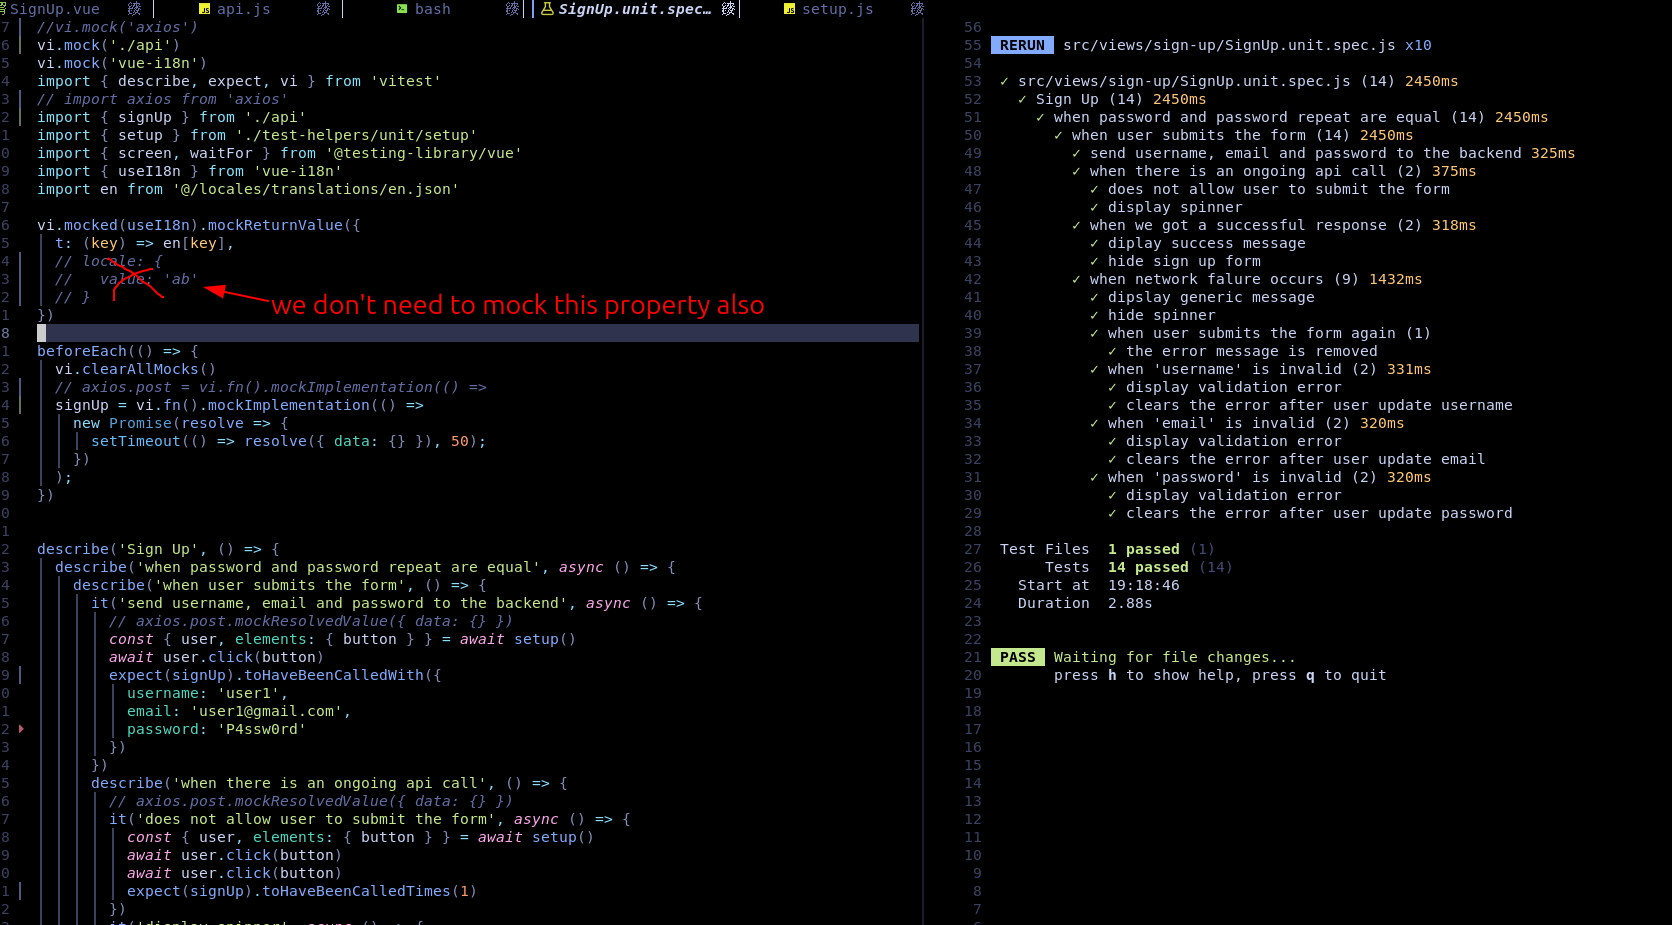 SignUp.vue api.js bash SignUp.unit.spec… setup.js
7 //vi.mock('axios')
6 vi.mock('./api')
5 vi.mock('vue-i18n')
4 import { describe, expect, vi } from 'vitest'
3 // import axios from 'axios'
2 import { signUp } from './api'
1 import { setup } from './test-helpers/unit/setup'
0 import { screen, waitFor } from '@testing-library/vue'
9 import { useI18n } from 'vue-i18n'
8 import en from '@/locales/translations/en.json'
7
6 vi.mocked(useI18n).mockReturnValue({
5 t: (key) => en[key],
4 // locale: {
3 //   value: 'ab'
2 // }
we don't need to mock this property also
1 })
8
1 beforeEach(() => {
2 vi.clearAllMocks()
3 // axios.post = vi.fn().mockImplementation(() =>
4 signUp = vi.fn().mockImplementation(() =>
5 new Promise(resolve => {
6 setTimeout(() => resolve({ data: {} }), 50);
7 })
8 );
9 })
0
1
2 describe('Sign Up', () => {
3 describe('when password and password repeat are equal', async () => {
4 describe('when user submits the form', () => {
5 it('send username, email and password to the backend', async () => {
6 // axios.post.mockResolvedValue({ data: {} })
7 const { user, elements: { button } } = await setup()
8 await user.click(button)
9 expect(signUp).toHaveBeenCalledWith({
0 username: 'user1',
1 email: 'user1@gmail.com',
2 password: 'P4ssw0rd'
3 })
4 })
5 describe('when there is an ongoing api call', () => {
6 // axios.post.mockResolvedValue({ data: {} })
7 it('does not allow user to submit the form', async () => {
8 const { user, elements: { button } } = await setup()
9 await user.click(button)
0 await user.click(button)
1 expect(signUp).toHaveBeenCalledTimes(1)
2 })
3 it('display spinner', async () => {
56
55 RERUN src/views/sign-up/SignUp.unit.spec.js x10
54
53 ✓ src/views/sign-up/SignUp.unit.spec.js (14) 2450ms
52 ✓ Sign Up (14) 2450ms
51 ✓ when password and password repeat are equal (14) 2450ms
50 ✓ when user submits the form (14) 2450ms
49 ✓ send username, email and password to the backend 325ms
48 ✓ when there is an ongoing api call (2) 375ms
47 ✓ does not allow user to submit the form
46 ✓ display spinner
45 ✓ when we got a successful response (2) 318ms
44 ✓ diplay success message
43 ✓ hide sign up form
42 ✓ when network falure occurs (9) 1432ms
41 ✓ dipslay generic message
40 ✓ hide spinner
39 ✓ when user submits the form again (1)
38 ✓ the error message is removed
37 ✓ when 'username' is invalid (2) 331ms
36 ✓ display validation error
35 ✓ clears the error after user update username
34 ✓ when 'email' is invalid (2) 320ms
33 ✓ display validation error
32 ✓ clears the error after user update email
31 ✓ when 'password' is invalid (2) 320ms
30 ✓ display validation error
29 ✓ clears the error after user update password
28
27 Test Files 1 passed (1)
26 Tests 14 passed (14)
25 Start at 19:18:46
24 Duration 2.88s
23
22
21 PASS Waiting for file changes...
20 press h to show help, press q to quit
19
18
17
16
15
14
13
12
11
10
9
8
7